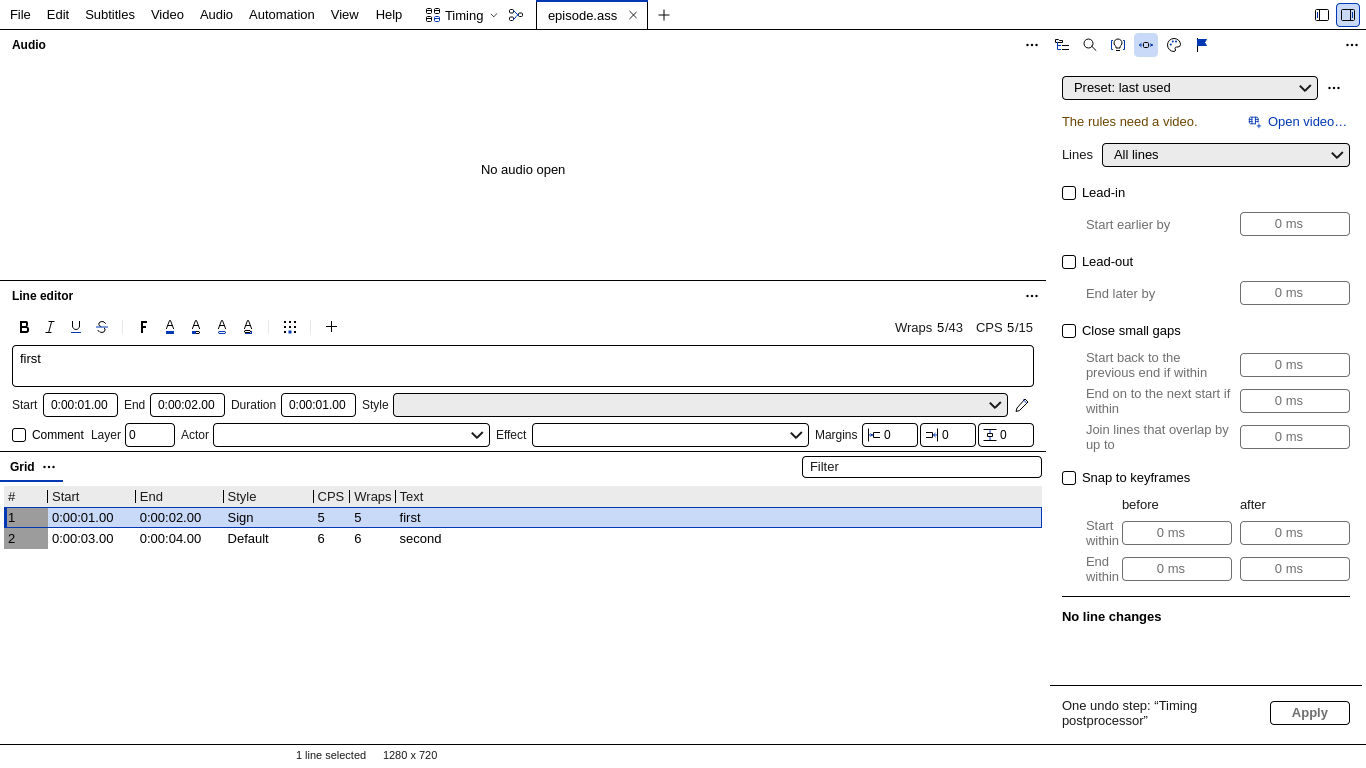 File Edit Subtitles Video Audio Automation View Help Timing episode.ass
Audio
No audio open
Line editor
B I U S F A A A A Wraps 5/43 CPS 5/15
first
Start 0:00:01.00 End 0:00:02.00 Duration 0:00:01.00 Style
Comment Layer 0 Actor Effect Margins 0 0 0
Grid Filter
# Start End Style CPS Wraps Text
1 0:00:01.00 0:00:02.00 Sign 5 5 first
2 0:00:03.00 0:00:04.00 Default 6 6 second
Preset: last used
The rules need a video. Open video…
Lines All lines
Lead-in
Start earlier by 0 ms
Lead-out
End later by 0 ms
Close small gaps
Start back to the
previous end if within 0 ms
End on to the next start if
within 0 ms
Join lines that overlap by
up to 0 ms
Snap to keyframes
before after
Start
within 0 ms 0 ms
End
within 0 ms 0 ms
No line changes
One undo step: “Timing
postprocessor” Apply
1 line selected 1280 x 720